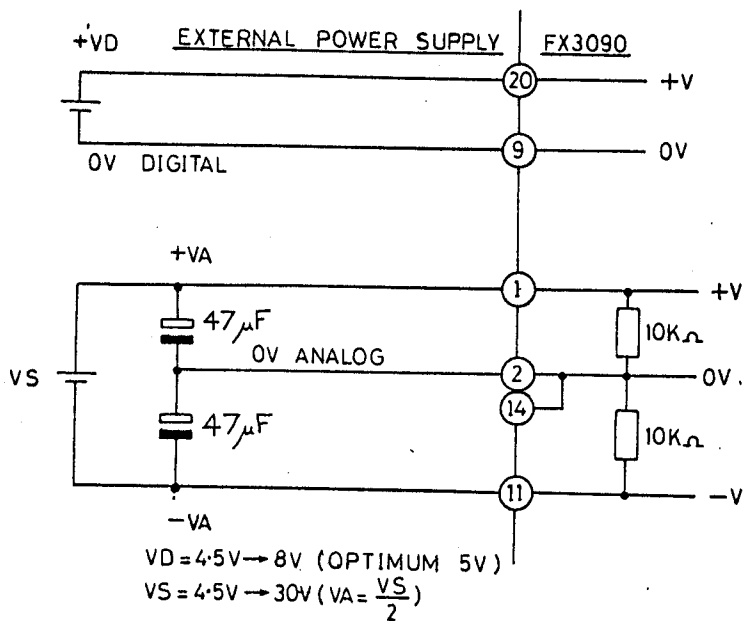 +VD EXTERNAL POWER SUPPLY FX3090
20 +V
9 0V
0V DIGITAL
+VA
1 +V
47µF
10KΩ
0V ANALOG
VS
2 0V.
14
47µF
10KΩ
11 -V
-VA
VD=4·5V→8V (OPTIMUM 5V)
VS=4·5V→30V (VA=VS/2)